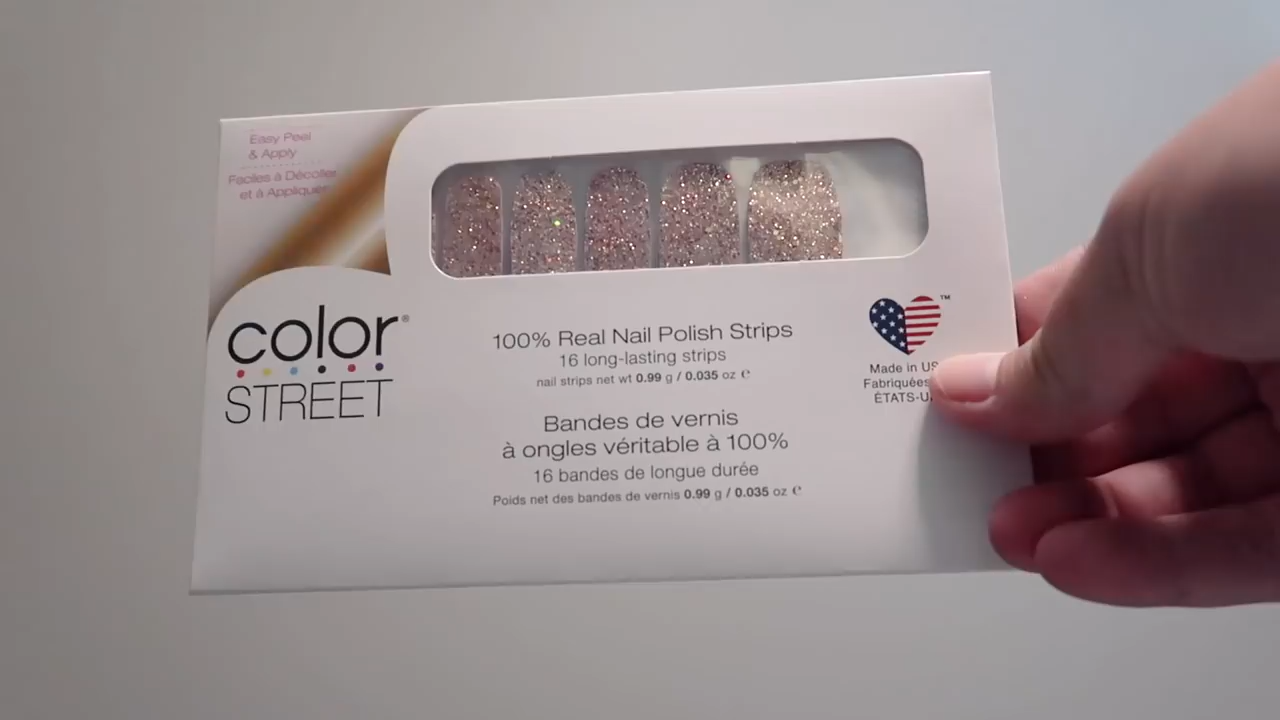 Easy Peel
& Apply
Faciles à Décoller
et à Appliquer
color®
STREET
100% Real Nail Polish Strips
16 long-lasting strips
nail strips net wt 0.99 g / 0.035 oz ℮
Bandes de vernis
à ongles véritable à 100%
16 bandes de longue durée
Poids net des bandes de vernis 0.99 g / 0.035 oz ℮
™
Made in
Fabriquées